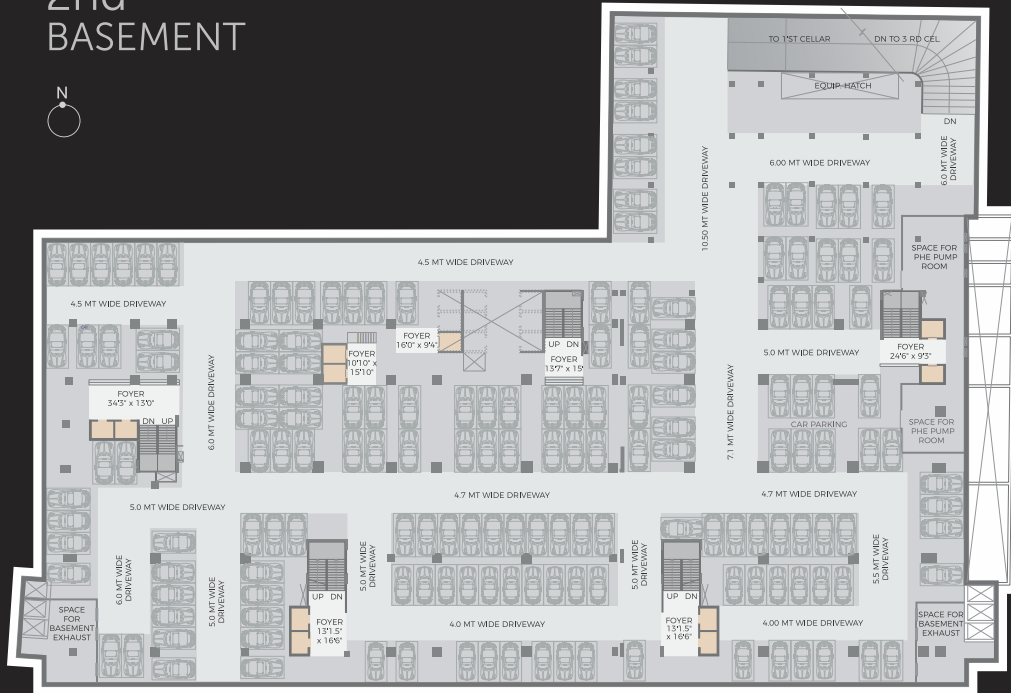 2nd
BASEMENT
N
TO 1'ST CELLAR
DN TO 3 RD CEL.
EQUIP. HATCH
DN
6.00 MT WIDE DRIVEWAY
6.0 MT WIDE
DRIVEWAY
10.50 MT WIDE DRIVEWAY
SPACE FOR
PHE PUMP
ROOM
4.5 MT WIDE DRIVEWAY
4.5 MT WIDE DRIVEWAY
FOYER
16'0" x 9'4"
UP DN
FOYER
13'7" x 15'
FOYER
10'10" x
15'10"
5.0 MT WIDE DRIVEWAY
FOYER
24'6" x 9'3"
6.0 MT WIDE DRIVEWAY
7.1 MT WIDE DRIVEWAY
FOYER
34'3" x 13'0"
DN UP
CAR PARKING
SPACE FOR
PHE PUMP
ROOM
5.0 MT WIDE DRIVEWAY
4.7 MT WIDE DRIVEWAY
4.7 MT WIDE DRIVEWAY
6.0 MT WIDE
DRIVEWAY
5.0 MT WIDE
DRIVEWAY
5.0 MT WIDE
DRIVEWAY
5.0 MT WIDE
DRIVEWAY
5.5 MT WIDE
DRIVEWAY
UP DN
UP DN
SPACE
FOR
BASEMENT
EXHAUST
FOYER
13'1.5"
x 16'6"
4.0 MT WIDE DRIVEWAY
FOYER
13'1.5"
x 16'6"
4.00 MT WIDE DRIVEWAY
SPACE FOR
BASEMENT
EXHAUST